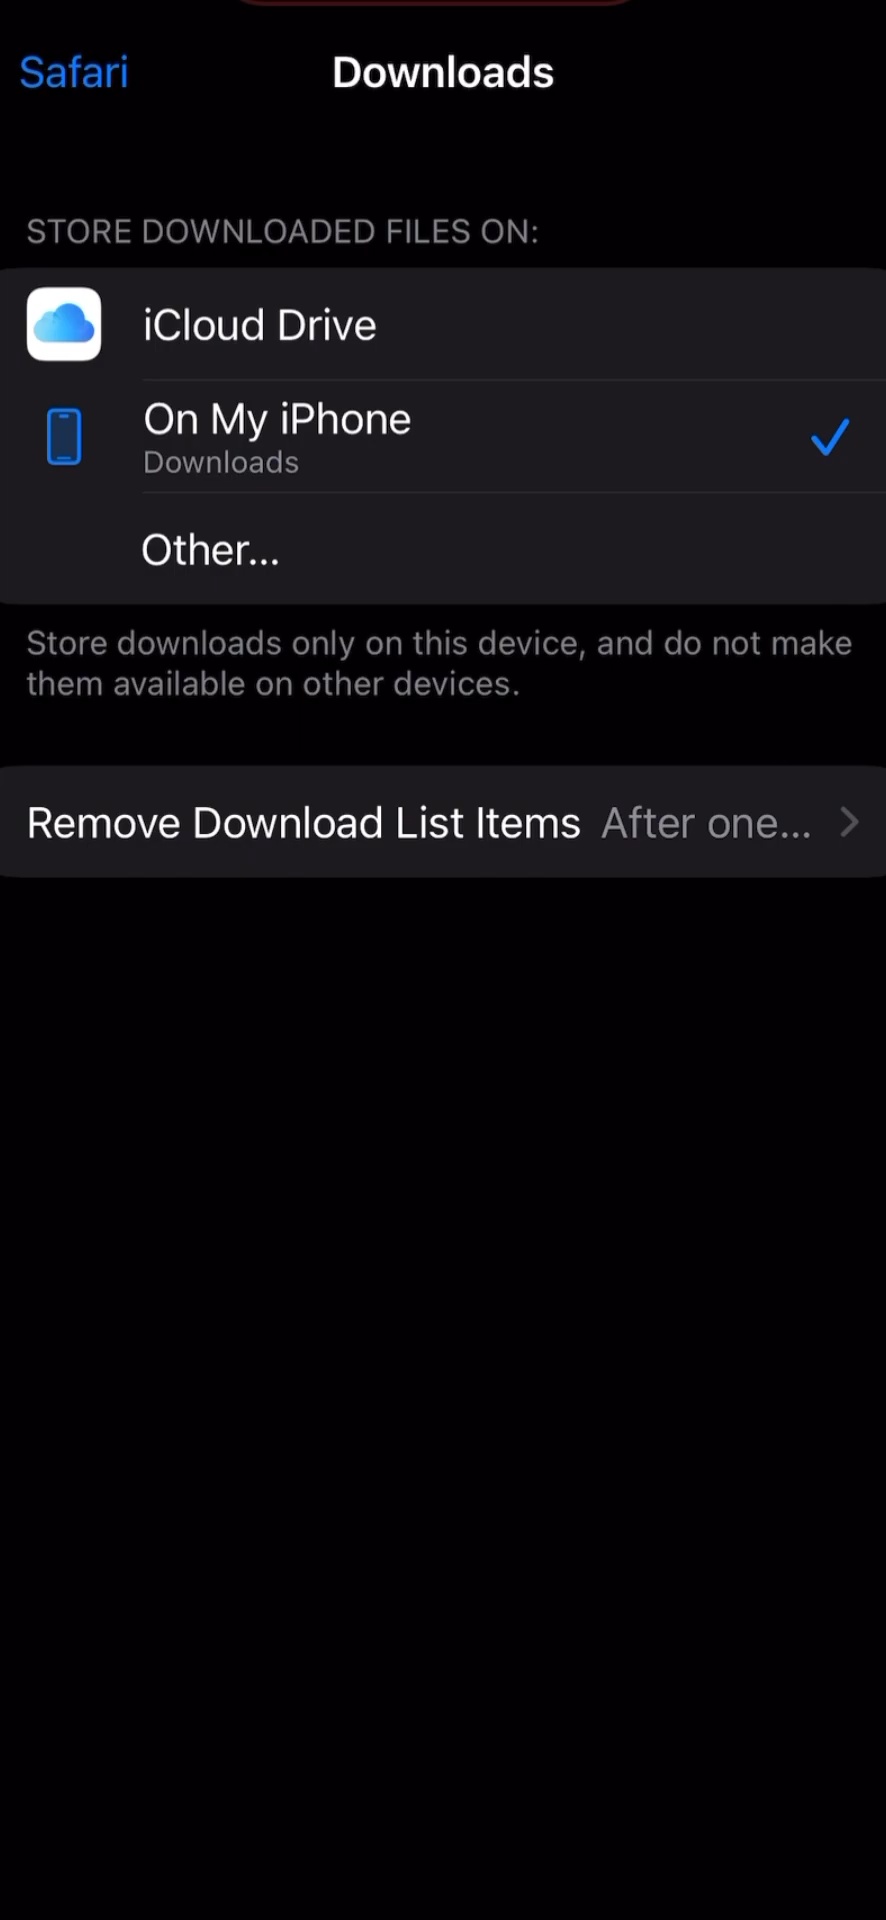 Safari
Downloads
STORE DOWNLOADED FILES ON:
iCloud Drive
On My iPhone
Downloads
Other...
Store downloads only on this device, and do not make
them available on other devices.
Remove Download List Items After one...